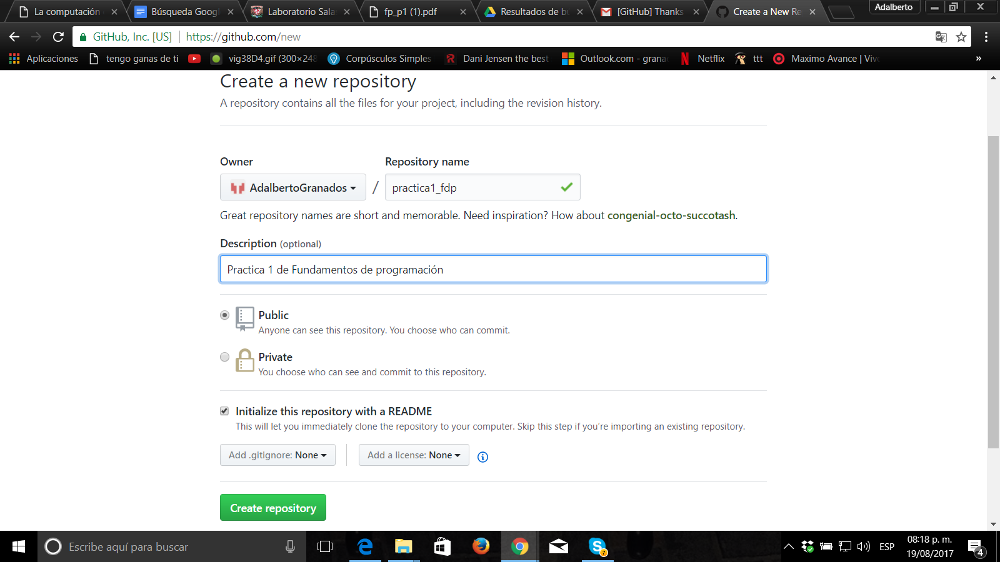 La computación
Búsqueda Goog
Laboratorio Sala
fp_p1 (1).pdf
Resultados de b
[GitHub] Thanks
Create a New Re
Adalberto
GitHub, Inc. [US]
https://github.com/new
Aplicaciones
tengo ganas de ti
vig38D4.gif (300×248
Corpúsculos Simples
Dani Jensen the best
Outlook.com - grana
Netflix
ttt
Maximo Avance | Vive
»
Create a new repository
A repository contains all the files for your project, including the revision history.
Owner
Repository name
AdalbertoGranados
/
practica1_fdp
Great repository names are short and memorable. Need inspiration? How about congenial-octo-succotash.
Description (optional)
Practica 1 de Fundamentos de programación
Public
Anyone can see this repository. You choose who can commit.
Private
You choose who can see and commit to this repository.
Initialize this repository with a README
This will let you immediately clone the repository to your computer. Skip this step if you're importing an existing repository.
Add .gitignore: None
Add a license: None
Create repository
Escribe aquí para buscar
7
ESP
08:18 p. m.
19/08/2017
4